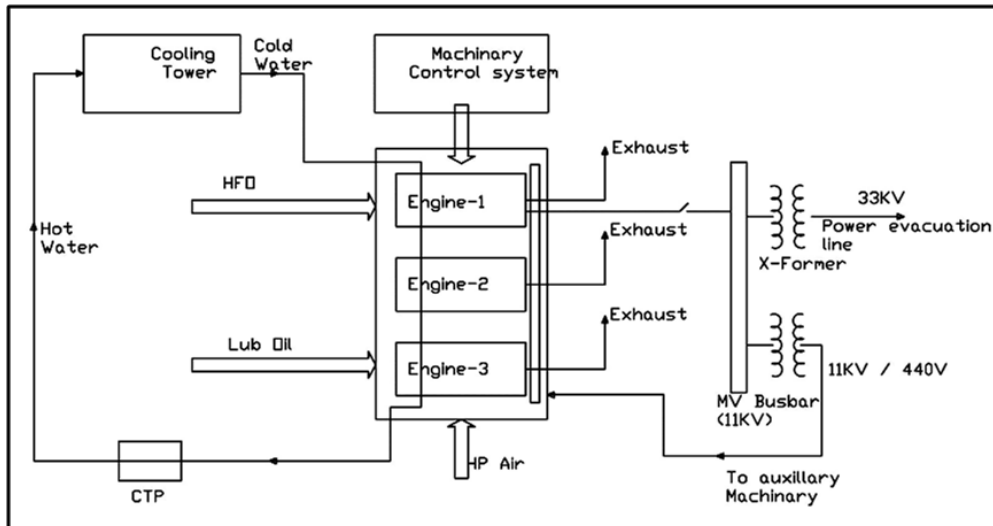 Cooling
Tower
Cold
Water
Machinary
Control system
Exhaust
HFO
Engine-1
33KV
Power evacuation
line
X-Former
Hot
Water
Exhaust
Engine-2
Exhaust
Lub Oil
Engine-3
11KV / 440V
MV Busbar
(11KV)
HP Air
CTP
To auxillary
Machinary